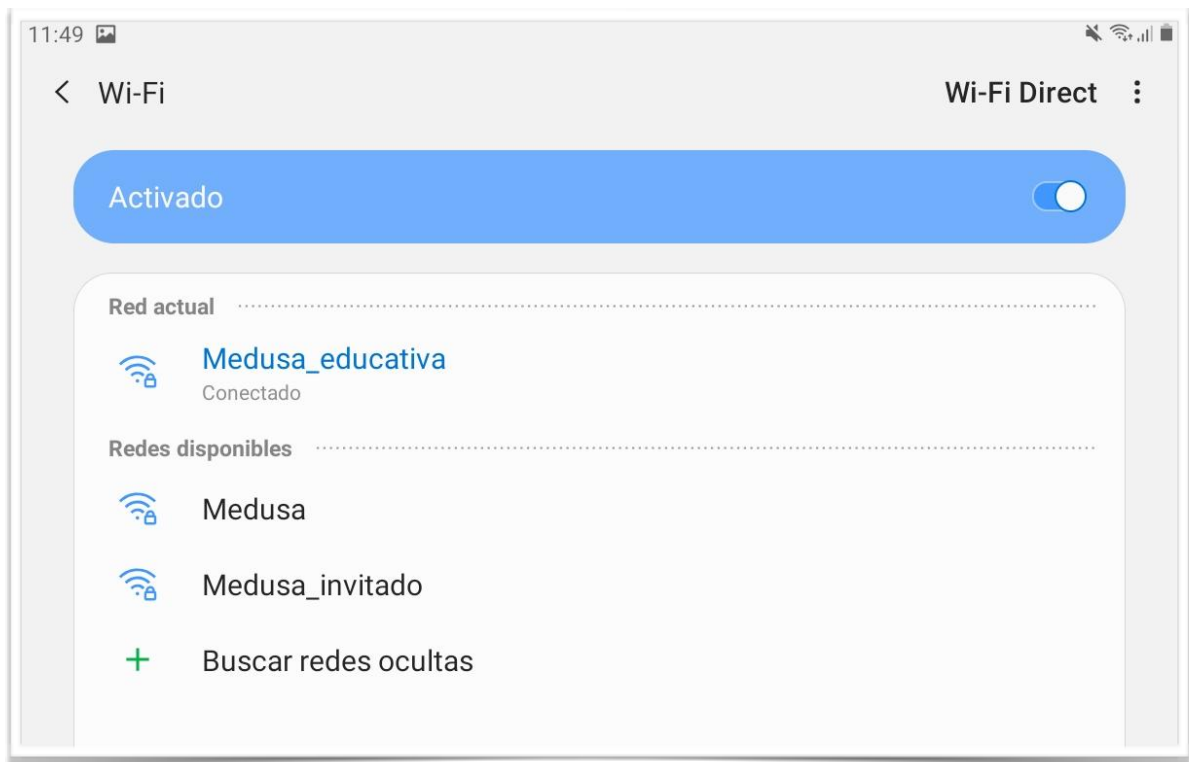 11:49
Wi-Fi
Wi-Fi Direct
Activado
Red actual
Medusa_educativa
Conectado
Redes disponibles
Medusa
Medusa_invitado
Buscar redes ocultas